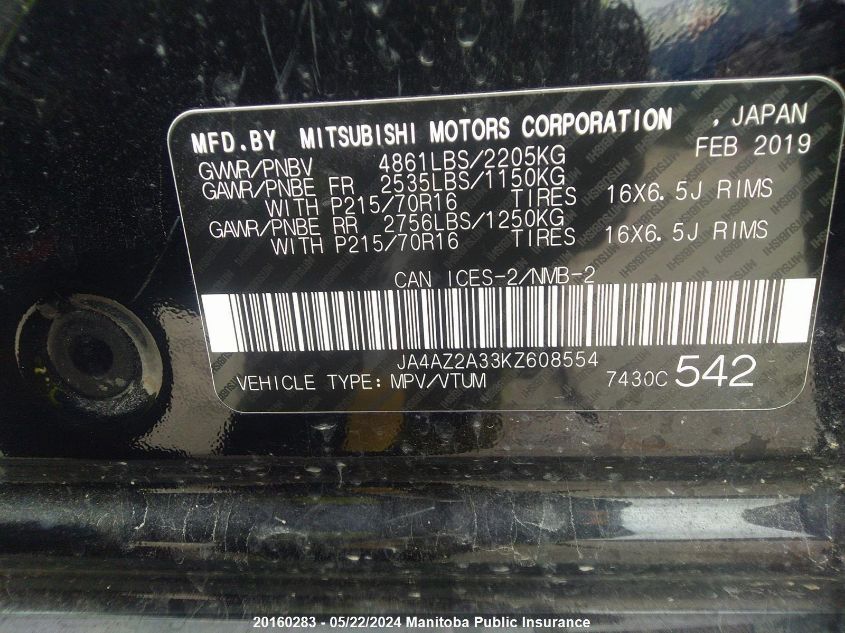 MFD.BY MITSUBISHI MOTORS CORPORATION , JAPAN
GVWR/PNBV 4861LBS/2205KG FEB 2019
GAWR/PNBE FR 2535LBS/1150KG
WITH P215/70R16 TIRES 16X6.5J RIMS
GAWR/PNBE RR 2756LBS/1250KG
WITH P215/70R16 TIRES 16X6.5J RIMS
CAN ICES-2/NMB-2
JA4AZ2A33KZ608554
VEHICLE TYPE: MPV/VTUM 7430C 542
20160283 - 05/22/2024 Manitoba Public Insurance